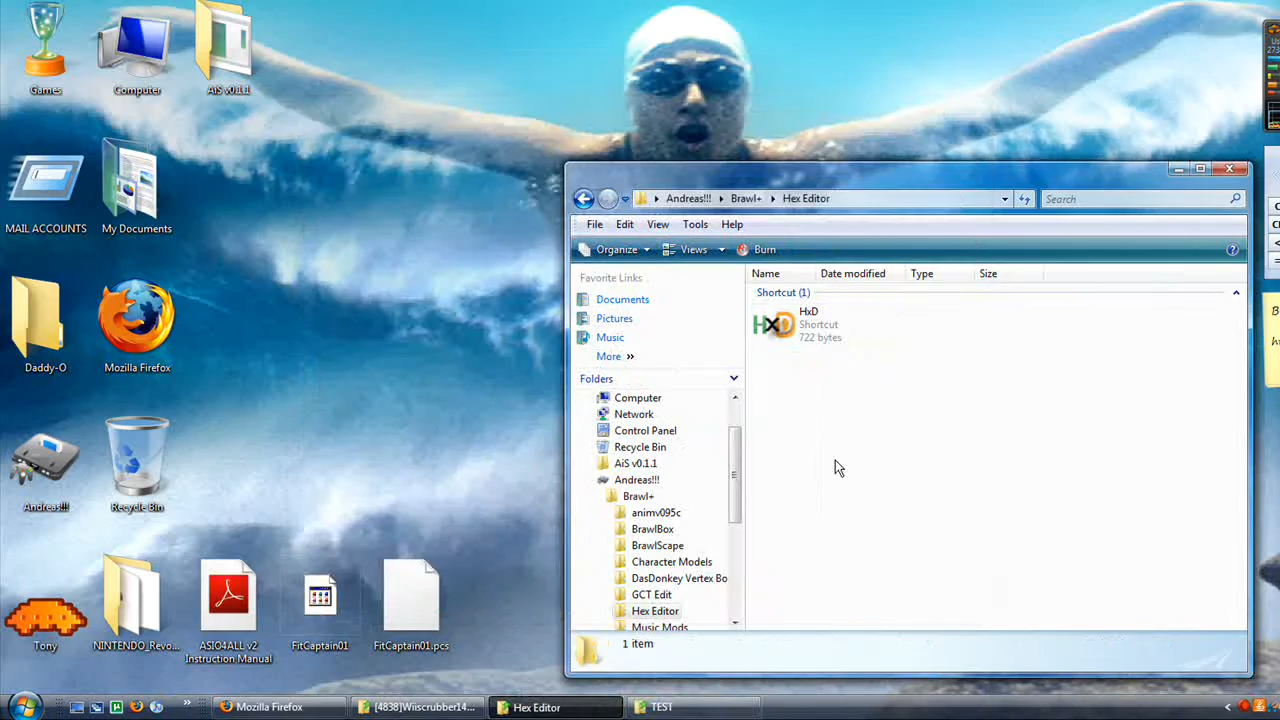 Games
Computer
AiS v0.1.1
MAIL ACCOUNTS
My Documents
Daddy-O
Mozilla Firefox
Andreas!!!
Recycle Bin
Tony
NINTENDO_Revo...
ASIO4ALL v2
Instruction Manual
FitCaptain01
FitCaptain01.pcs
Andreas!!! Brawl+ Hex Editor
Search
File Edit View Tools Help
Organize Views Burn
Favorite Links
Documents
Pictures
Music
More »
Folders
Computer
Network
Control Panel
Recycle Bin
AiS v0.1.1
Andreas!!!
Brawl+
animv095c
BrawlBox
BrawlScape
Character Models
DasDonkey Vertex Bo
GCT Edit
Hex Editor
Music Mods
Name Date modified Type Size
Shortcut (1)
HxD
HxD
Shortcut
722 bytes
1 item
Mozilla Firefox
[4838]Wiiscrubber14...
Hex Editor
TEST